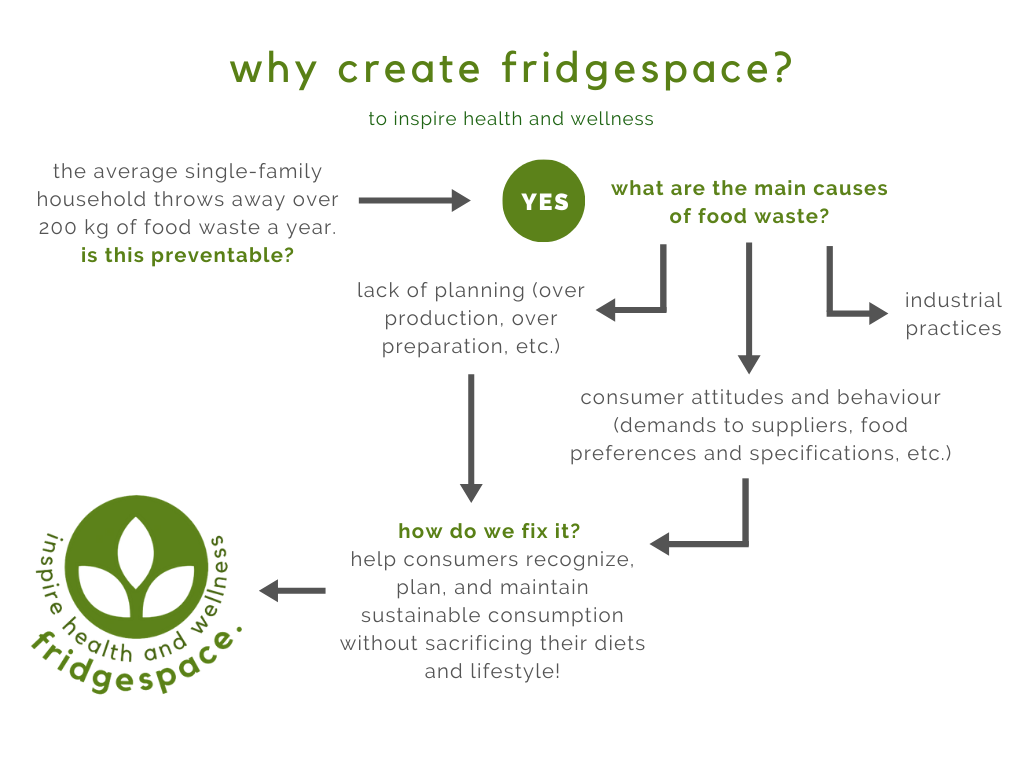 why create fridgespace?
to inspire health and wellness
the average single-family
household throws away over
200 kg of food waste a year.
is this preventable?
YES
what are the main causes
of food waste?
lack of planning (over
production, over
preparation, etc.)
industrial
practices
consumer attitudes and behaviour
(demands to suppliers, food
preferences and specifications, etc.)
how do we fix it?
help consumers recognize,
plan, and maintain
sustainable consumption
without sacrificing their diets
and lifestyle!
inspire health and wellness
fridgespace.